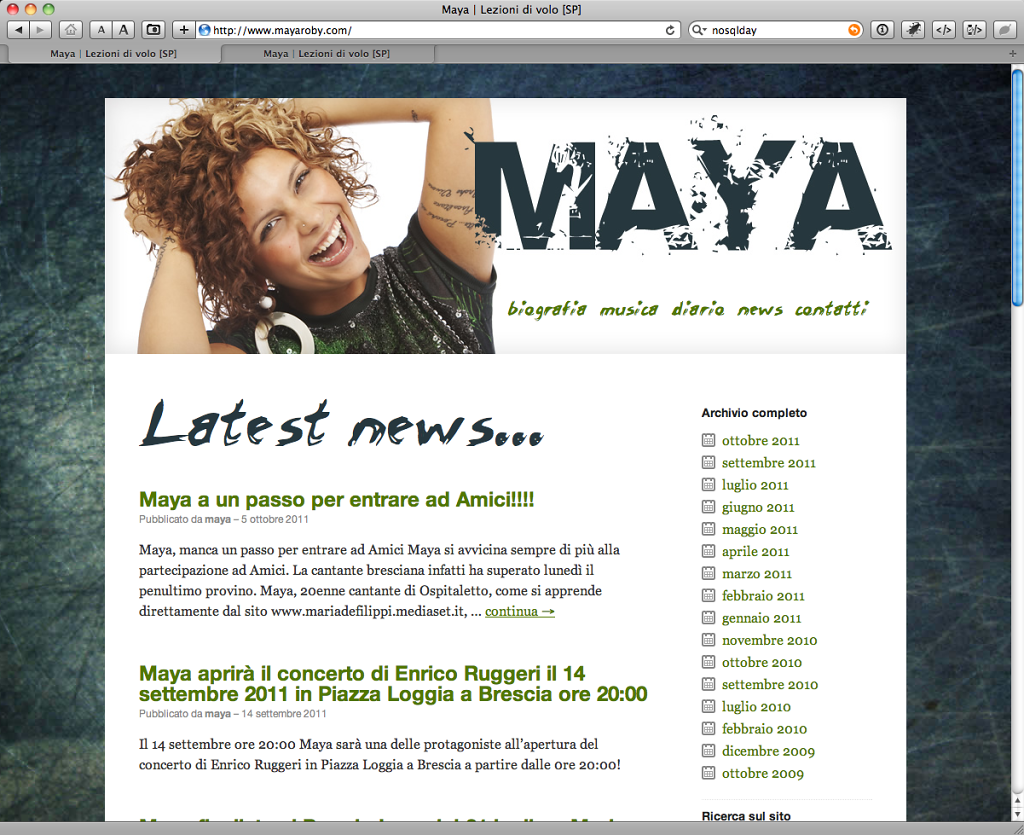 Maya | Lezioni di volo [SP]
A A + http://www.mayaroby.com/ nosqlday
Maya | Lezioni di volo [SP] Maya | Lezioni di volo [SP]
MAYA
biografia musica diario news contatti
Latest news...
Maya a un passo per entrare ad Amici!!!!
Pubblicato da maya – 5 ottobre 2011
Maya, manca un passo per entrare ad Amici Maya si avvicina sempre di più alla
partecipazione ad Amici. La cantante bresciana infatti ha superato lunedì il
penultimo provino. Maya, 20enne cantante di Ospitaletto, come si apprende
direttamente dal sito www.mariadefilippi.mediaset.it, ... continua →
Maya aprirà il concerto di Enrico Ruggeri il 14
settembre 2011 in Piazza Loggia a Brescia ore 20:00
Pubblicato da maya – 14 settembre 2011
Il 14 settembre ore 20:00 Maya sarà una delle protagoniste all’apertura del
concerto di Enrico Ruggeri in Piazza Loggia a Brescia a partire dalle 0re 20:00!
Archivio completo
ottobre 2011
settembre 2011
luglio 2011
giugno 2011
maggio 2011
aprile 2011
marzo 2011
febbraio 2011
gennaio 2011
novembre 2010
ottobre 2010
settembre 2010
luglio 2010
febbraio 2010
dicembre 2009
ottobre 2009
Ricerca sul sito